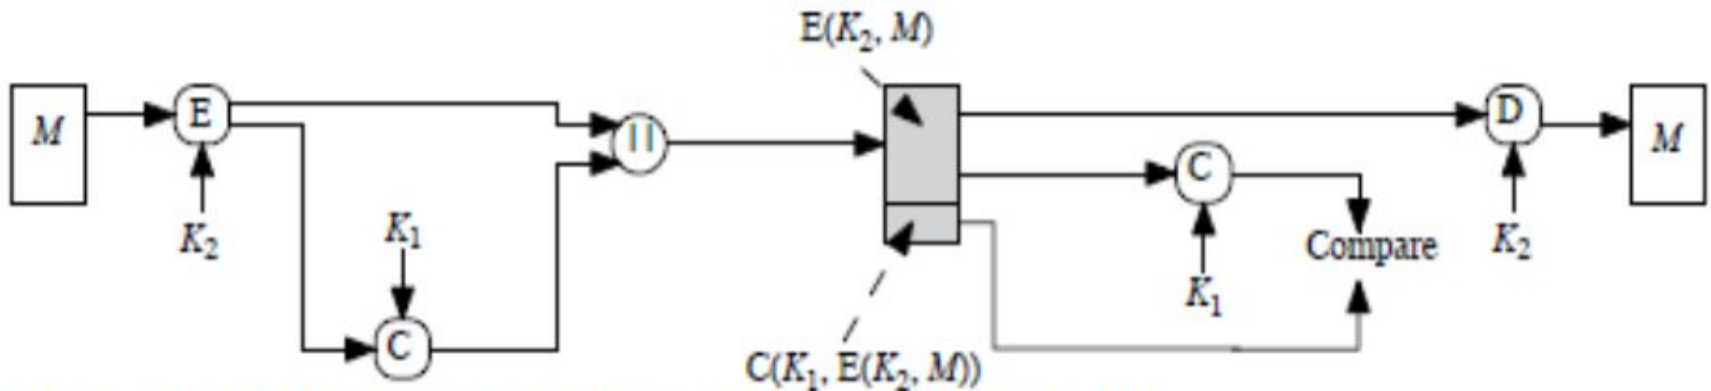 E(K₂, M)
M
E
||
D
M
C
K₂
K₁
Compare
K₂
K₁
C
C(K₁, E(K₂, M))